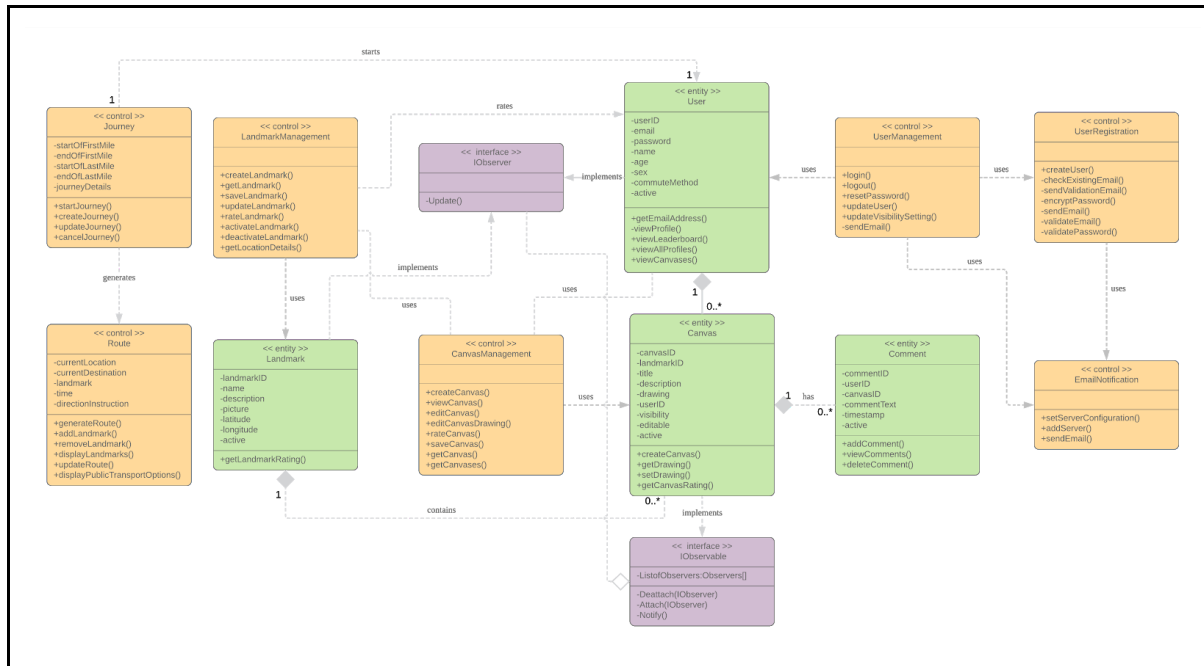 starts
1
1
<< control >>
Journey
-startOfFirstMile
-endOfFirstMile
-startOfLastMile
-endOfLastMile
-journeyDetails
+startJourney()
+createJourney()
+updateJourney()
+cancelJourney()
generates
<< control >>
LandmarkManagement
+createLandmark()
+getLandmark()
+saveLandmark()
+updateLandmark()
+rateLandmark()
+activateLandmark()
+deactivateLandmark()
+getLocationDetails()
rates
uses
uses
<< interface >>
IObserver
-Update()
implements
implements
<< entity >>
User
-userID
-email
-password
-name
-age
-sex
-commuteMethod
-active
+getEmailAddress()
-viewProfile()
+viewLeaderboard()
+viewAllProfiles()
+viewCanvases()
uses
1
0..*
uses
<< control >>
UserManagement
+login()
+logout()
+resetPassword()
+updateUser()
+updateVisibilitySetting()
-sendEmail()
uses
uses
<< control >>
UserRegistration
+createUser()
-checkExistingEmail()
-sendValidationEmail()
-encryptPassword()
-sendEmail()
-validateEmail()
-validatePassword()
uses
<< control >>
Route
-currentLocation
-currentDestination
-landmark
-time
-directionInstruction
+generateRoute()
+addLandmark()
+removeLandmark()
+displayLandmarks()
+updateRoute()
+displayPublicTransportOptions()
<< entity >>
Landmark
-landmarkID
-name
-description
-picture
-latitude
-longitude
-active
+getLandmarkRating()
1
contains
0..*
<< control >>
CanvasManagement
+createCanvas()
+viewCanvas()
+editCanvas()
+editCanvasDrawing()
+rateCanvas()
+saveCanvas()
+getCanvas()
+getCanvases()
uses
<< entity >>
Canvas
-canvasID
-landmarkID
-title
-description
-drawing
-userID
-visibility
-editable
-active
+createCanvas()
+getDrawing()
+setDrawing()
+getCanvasRating()
1
has
0..*
implements
<< entity >>
Comment
-commentID
-userID
-canvasID
-commentText
-timestamp
-active
+addComment()
+viewComments()
+deleteComment()
<< control >>
EmailNotification
+setServerConfiguration()
+addServer()
+sendEmail()
<< interface >>
IObservable
-ListofObservers:Observers[]
-Deattach(IObserver)
-Attach(IObserver)
-Notify()